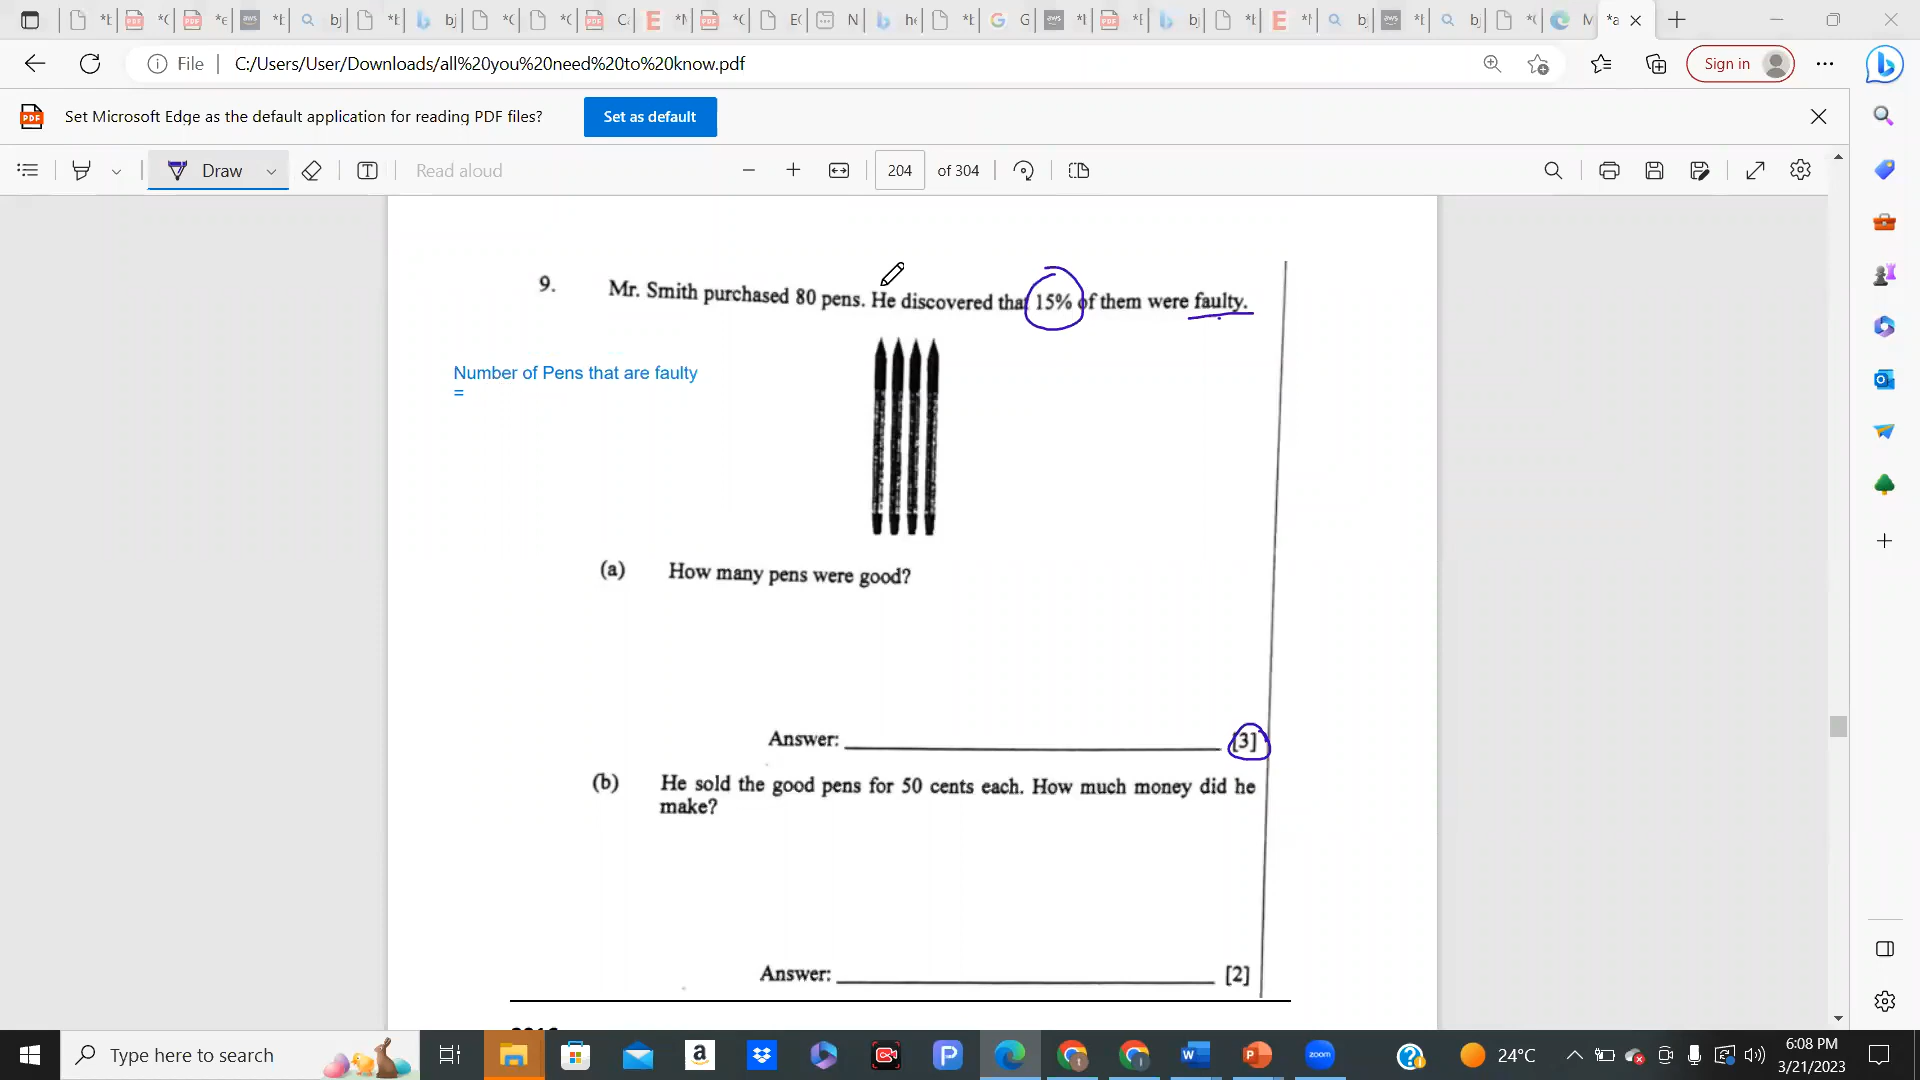 File
C:/Users/User/Downloads/all%20you%20need%20to%20know.pdf
Sign in
Set Microsoft Edge as the default application for reading PDF files?
Set as default
Draw
Read aloud
204
of 304
9.
Mr. Smith purchased 80 pens. He discovered that 15% of them were faulty.
Number of Pens that are faulty
=
(a) How many pens were good?
Answer: [3]
(b) He sold the good pens for 50 cents each. How much money did he
make?
Answer: [2]
Type here to search
zoom
24°C
6:08 PM
3/21/2023